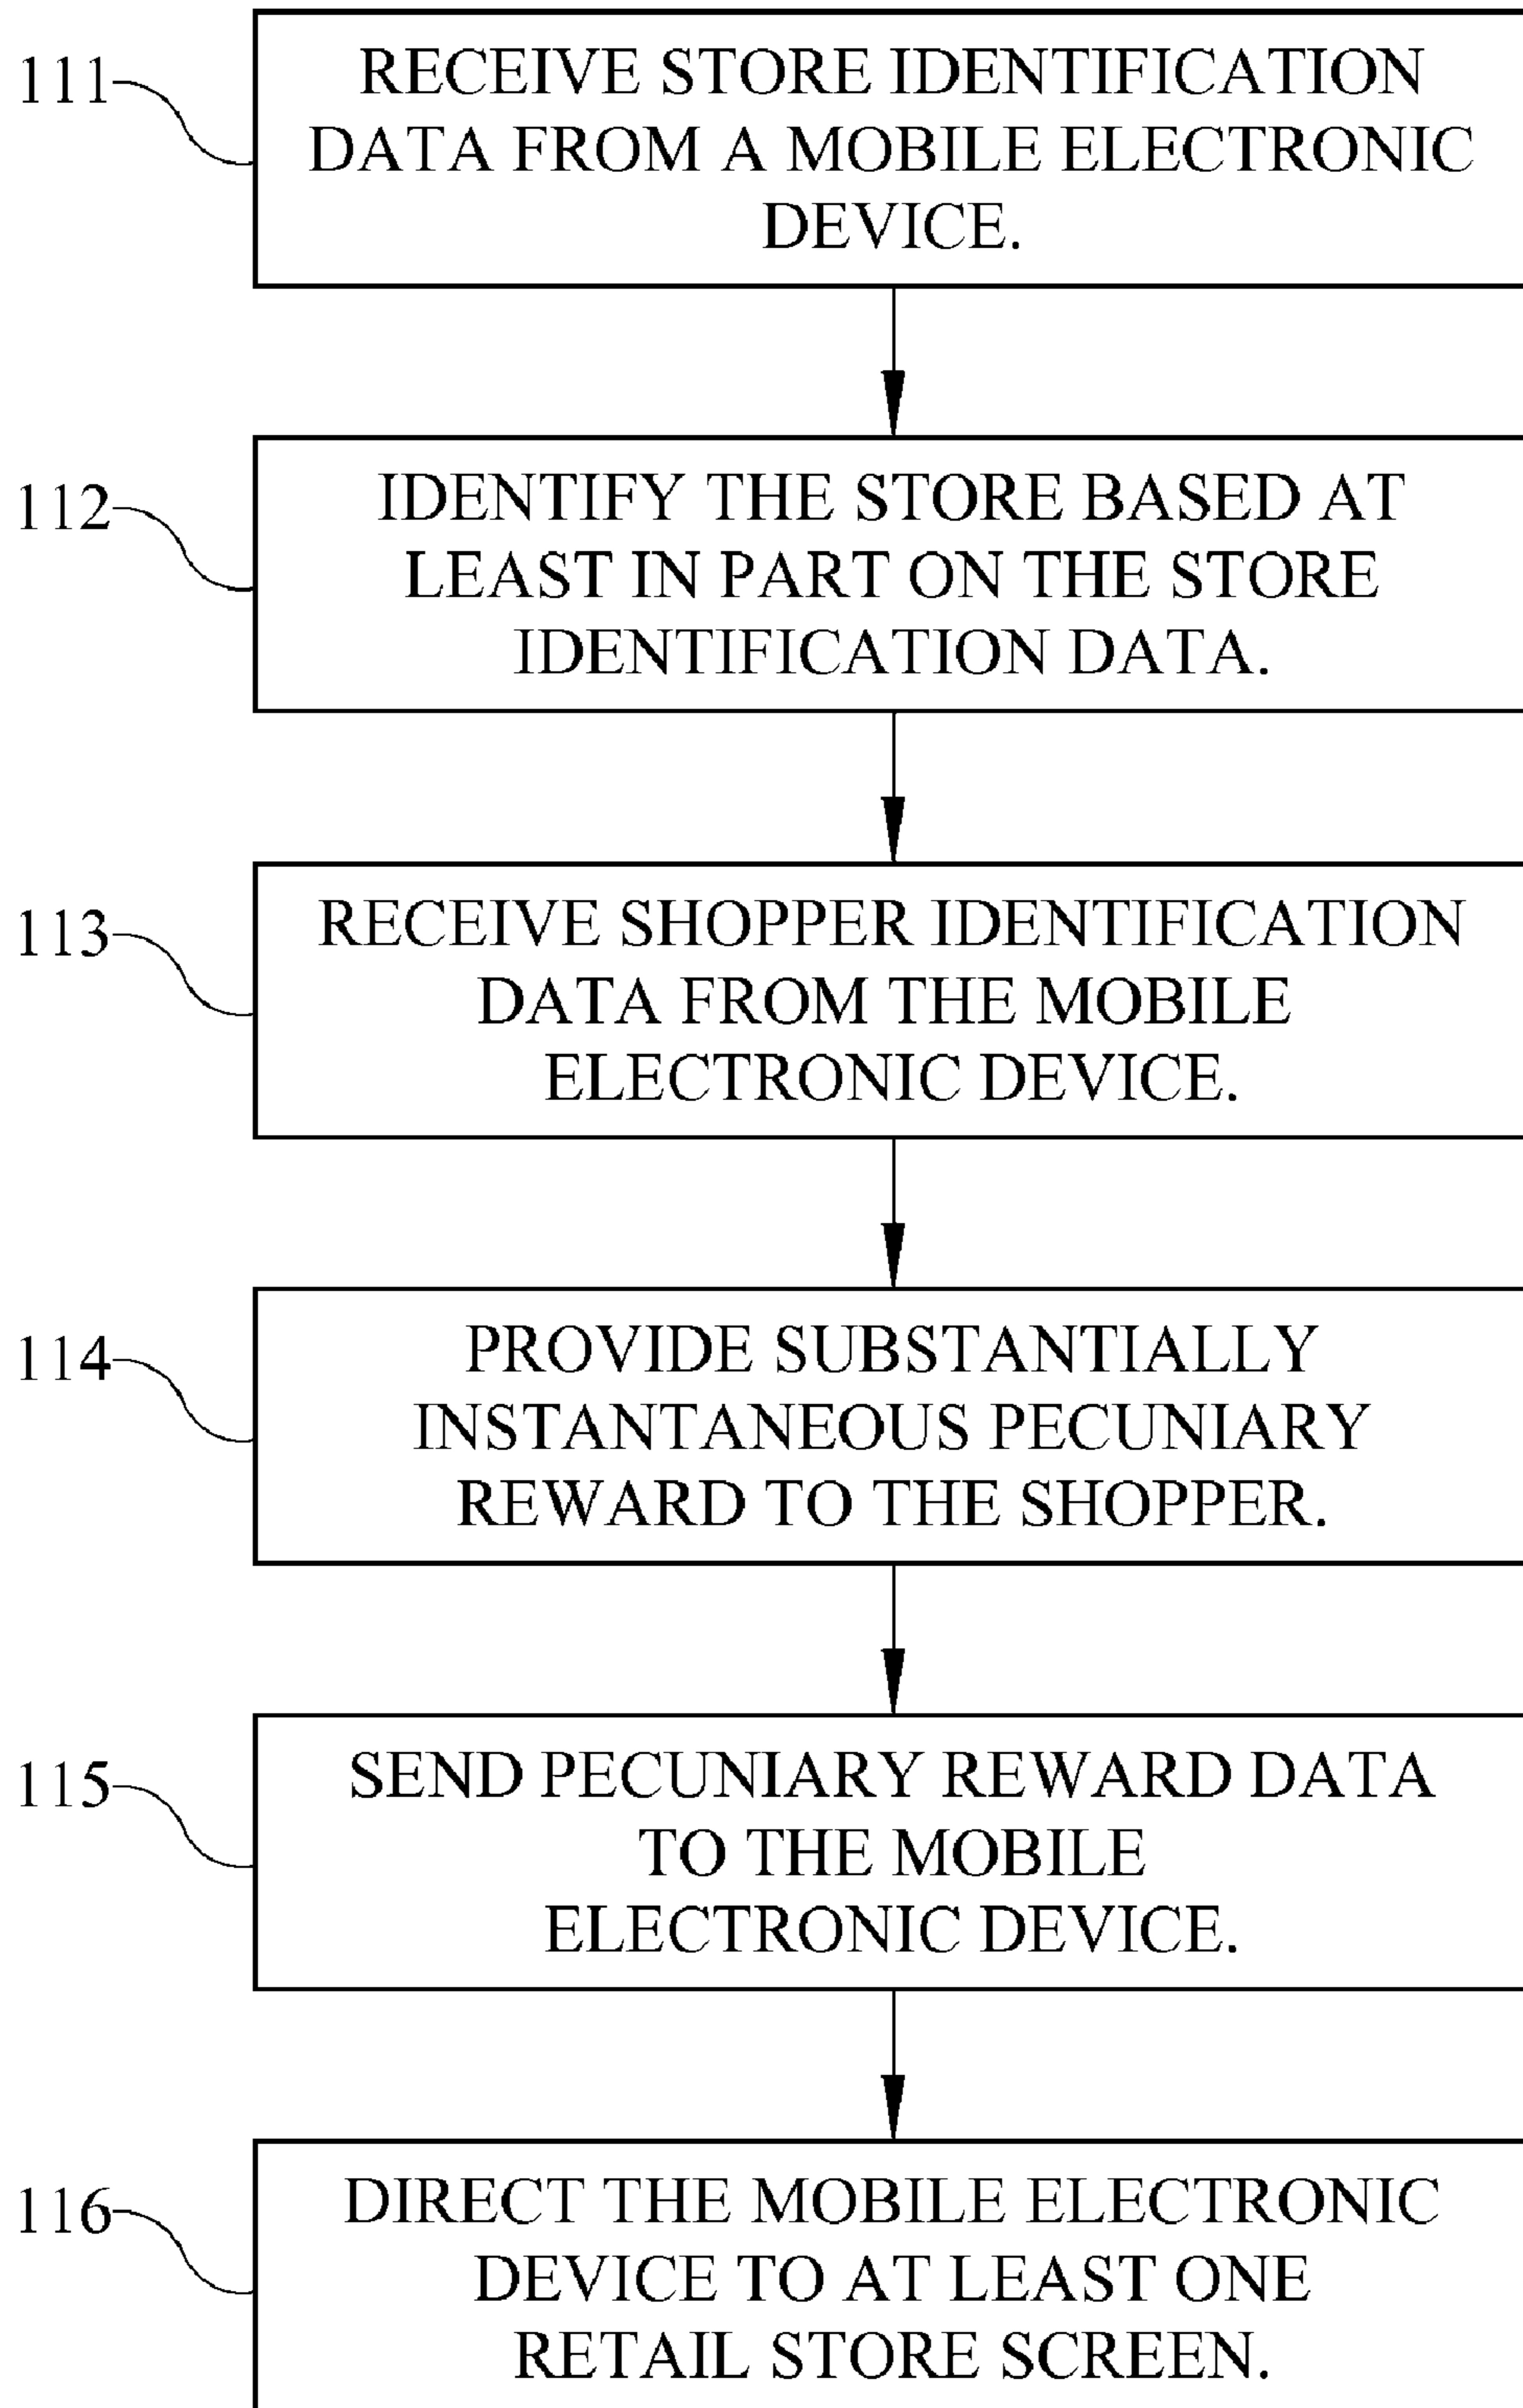 111
RECEIVE STORE IDENTIFICATION
DATA FROM A MOBILE ELECTRONIC
DEVICE.
112
IDENTIFY THE STORE BASED AT
LEAST IN PART ON THE STORE
IDENTIFICATION DATA.
113
RECEIVE SHOPPER IDENTIFICATION
DATA FROM THE MOBILE
ELECTRONIC DEVICE.
114
PROVIDE SUBSTANTIALLY
INSTANTANEOUS PECUNIARY
REWARD TO THE SHOPPER.
115
SEND PECUNIARY REWARD DATA
TO THE MOBILE
ELECTRONIC DEVICE.
116
DIRECT THE MOBILE ELECTRONIC
DEVICE TO AT LEAST ONE
RETAIL STORE SCREEN.